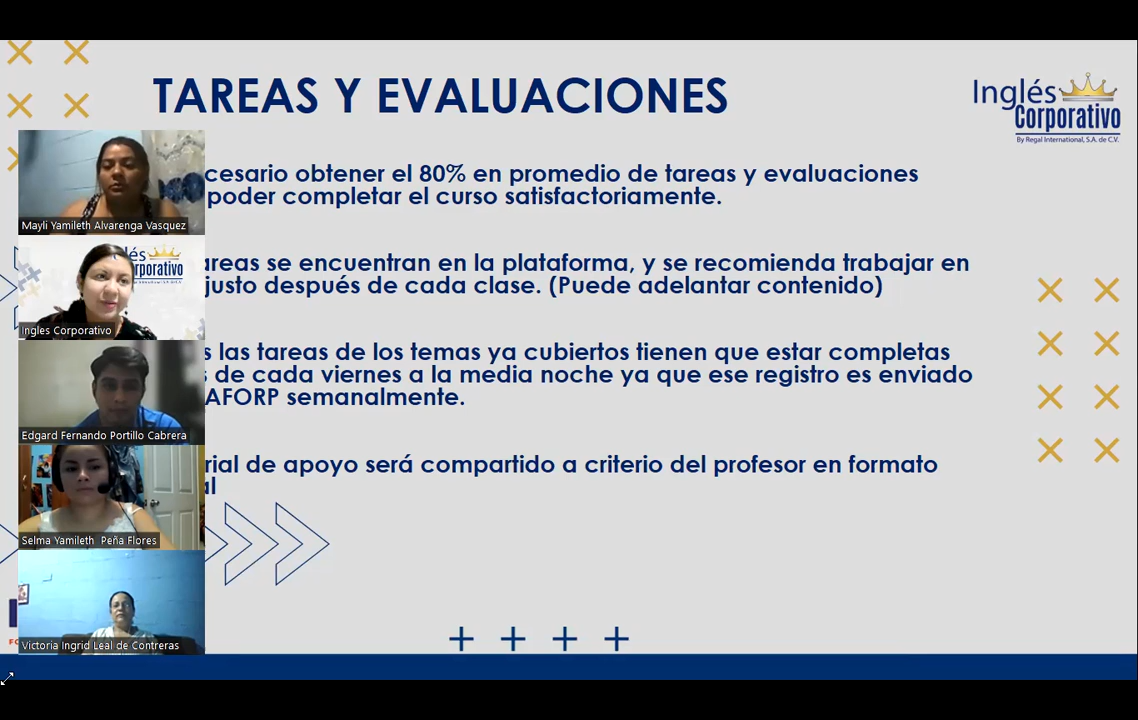 TAREAS Y EVALUACIONES
Inglés
Corporativo
By Regal International, S.A. de C.V.
cesario obtener el 80% en promedio de tareas y evaluaciones
poder completar el curso satisfactoriamente.
areas se encuentran en la plataforma, y se recomienda trabajar en
justo después de cada clase. (Puede adelantar contenido)
s las tareas de los temas ya cubiertos tienen que estar completas
s de cada viernes a la media noche ya que ese registro es enviado
AFORP semanalmente.
rial de apoyo será compartido a criterio del profesor en formato
al
Mayli Yamileth Alvarenga Vasquez
glés
rporativo
Ingles Corporativo
Edgard Fernando Portillo Cabrera
Selma Yamileth Peña Flores
Victoria Ingrid Leal de Contreras